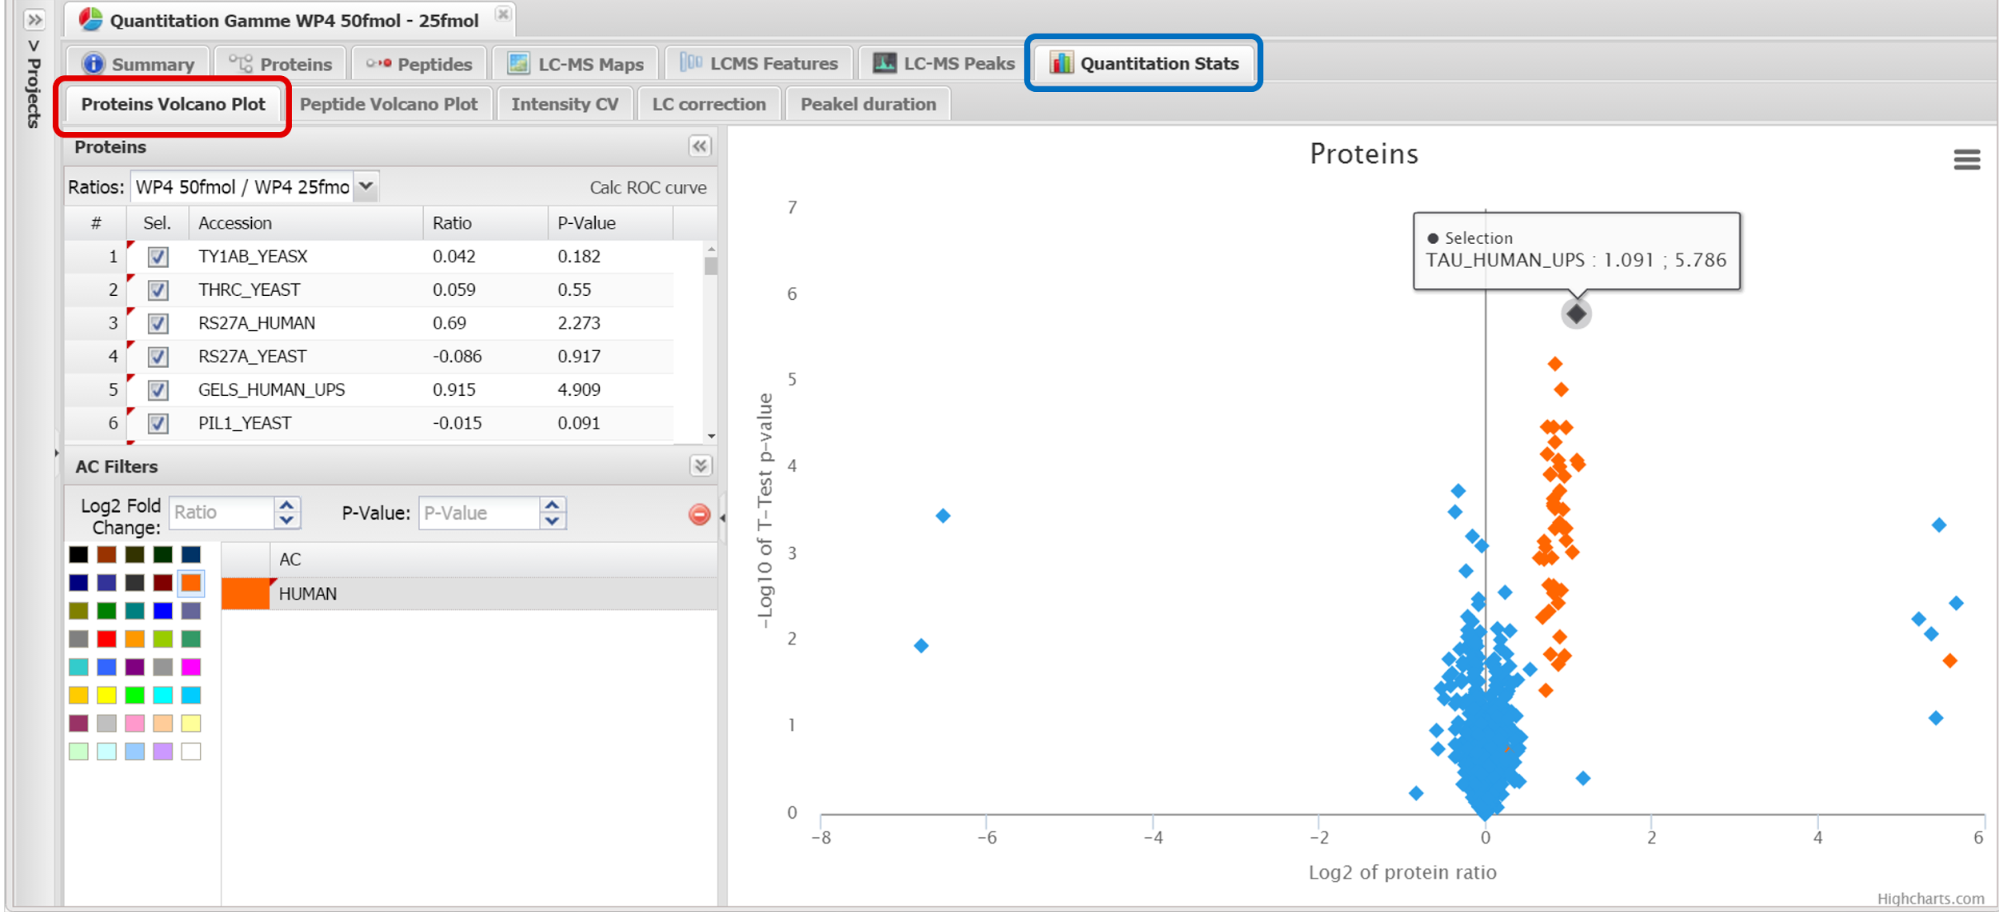 Quantitation Gamme WP4 50fmol - 25fmol
> Projects
Summary
Proteins
Peptides
LC-MS Maps
LCMS Features
LC-MS Peaks
Quantitation Stats
Proteins Volcano Plot
Peptide Volcano Plot
Intensity CV
LC correction
Peakel duration
Proteins
Ratios: WP4 50fmol / WP4 25fmo
Calc ROC curve
# Sel. Accession Ratio P-Value
1 TY1AB_YEASX 0.042 0.182
2 THRC_YEAST 0.059 0.55
3 RS27A_HUMAN 0.69 2.273
4 RS27A_YEAST -0.086 0.917
5 GELS_HUMAN_UPS 0.915 4.909
6 PIL1_YEAST -0.015 0.091
AC Filters
Log2 Fold
Change:
Ratio
P-Value:
P-Value
AC
HUMAN
Proteins
Selection
TAU_HUMAN_UPS : 1.091 ; 5.786
-Log10 of T-Test p-value
7
6
5
4
3
2
1
0
-8 -6 -4 -2 0 2 4 6
Log2 of protein ratio
Highcharts.com